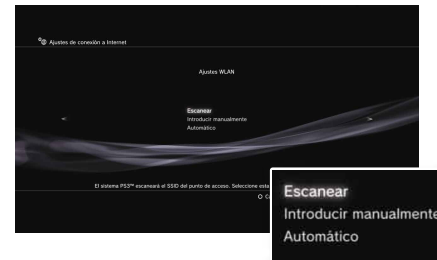 Ajustes de conexión a Internet
Ajustes WLAN
Escanear
Introducir manualmente
Automático
El sistema PS3™ escaneará el SSID del punto de acceso. Seleccione esta
Escanear
Introducir manualmente
Automático